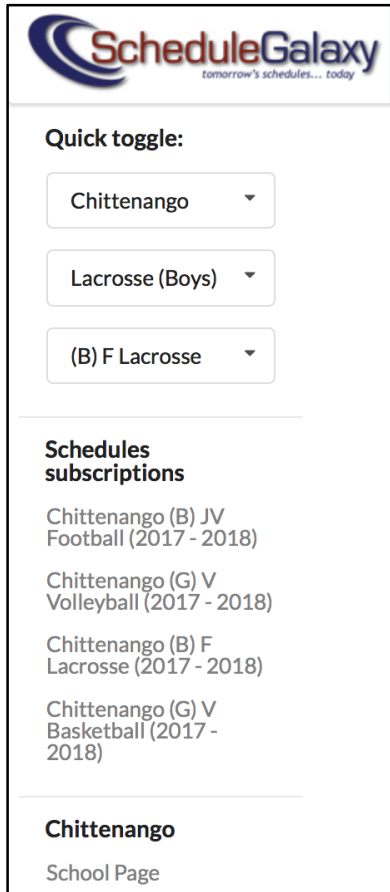 ScheduleGalaxy
tomorrow's schedules... today
Quick toggle:
Chittenango
Lacrosse (Boys)
(B) F Lacrosse
Schedules
subscriptions
Chittenango (B) JV
Football (2017 - 2018)
Chittenango (G) V
Volleyball (2017 - 2018)
Chittenango (B) F
Lacrosse (2017 - 2018)
Chittenango (G) V
Basketball (2017 -
2018)
Chittenango
School Page